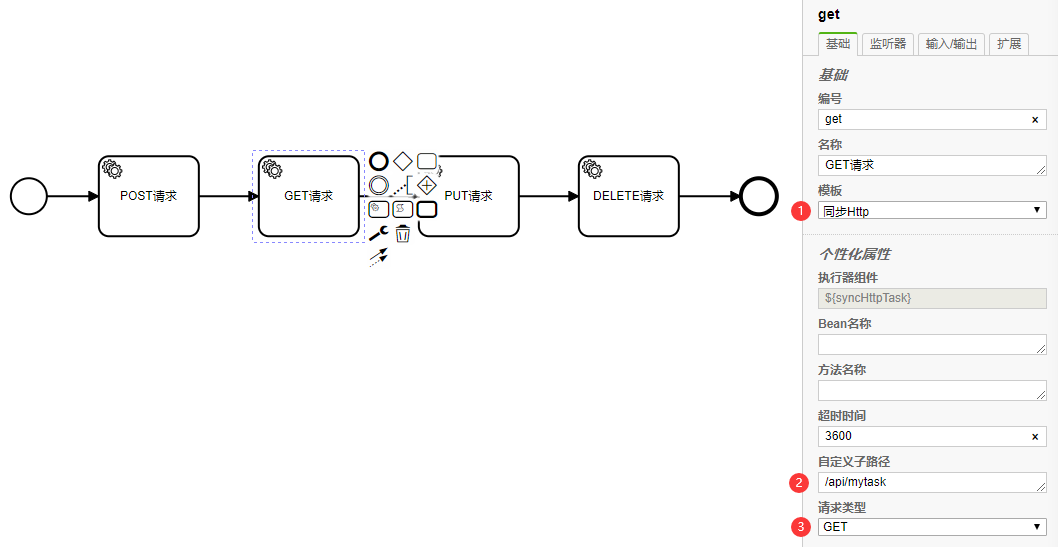 POST请求
GET请求
PUT请求
DELETE请求
get
基础 监听器 输入/输出 扩展
基础
编号
get ×
名称
GET请求
模板
1 同步Http
个性化属性
执行器组件
${syncHttpTask}
Bean名称
方法名称
超时时间
3600 ×
自定义子路径
2 /api/mytask
请求类型
3 GET